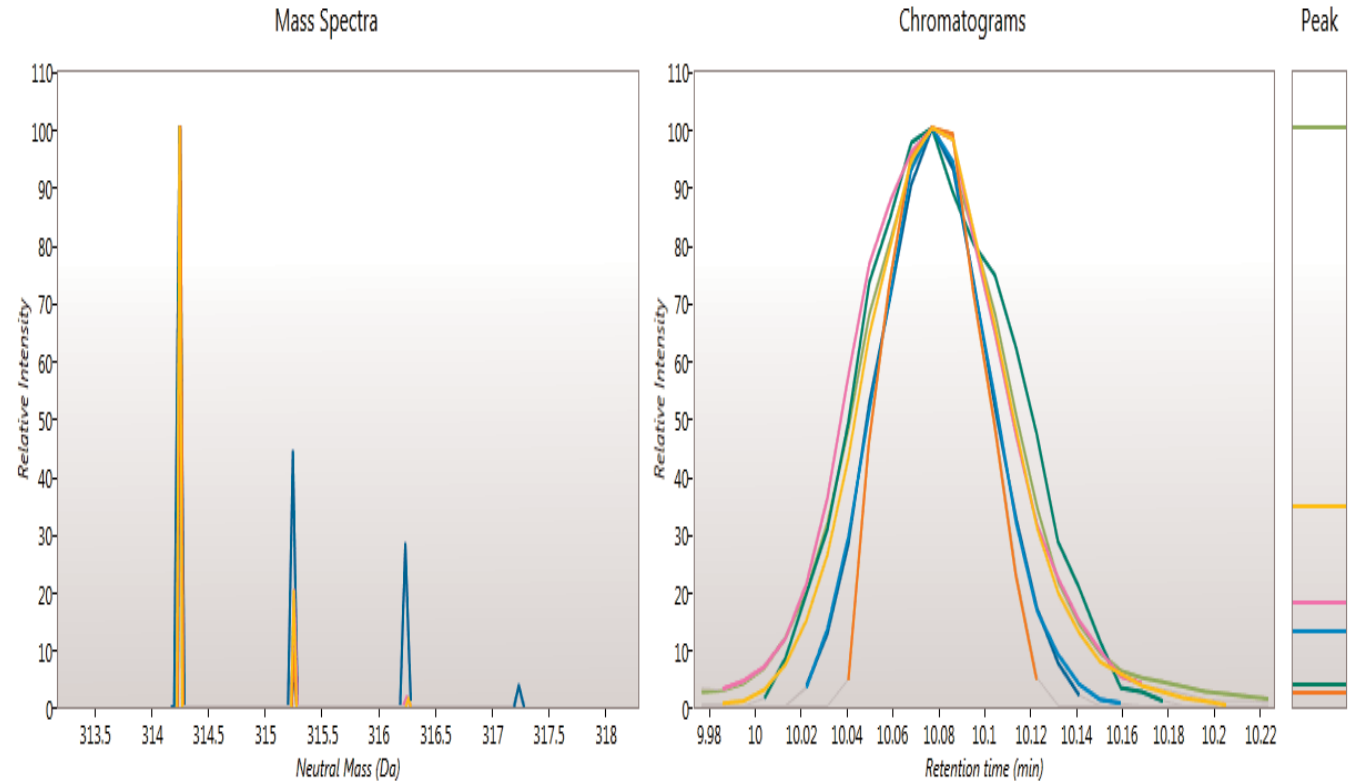 Mass Spectra
Chromatograms
Peak
110
100
90
80
70
60
50
40
30
20
10
0
Relative Intensity
313.5 314 314.5 315 315.5 316 316.5 317 317.5 318
Neutral Mass (Da)
110
100
90
80
70
60
50
40
30
20
10
0
Relative Intensity
9.98 10 10.02 10.04 10.06 10.08 10.1 10.12 10.14 10.16 10.18 10.2 10.22
Retention time (min)